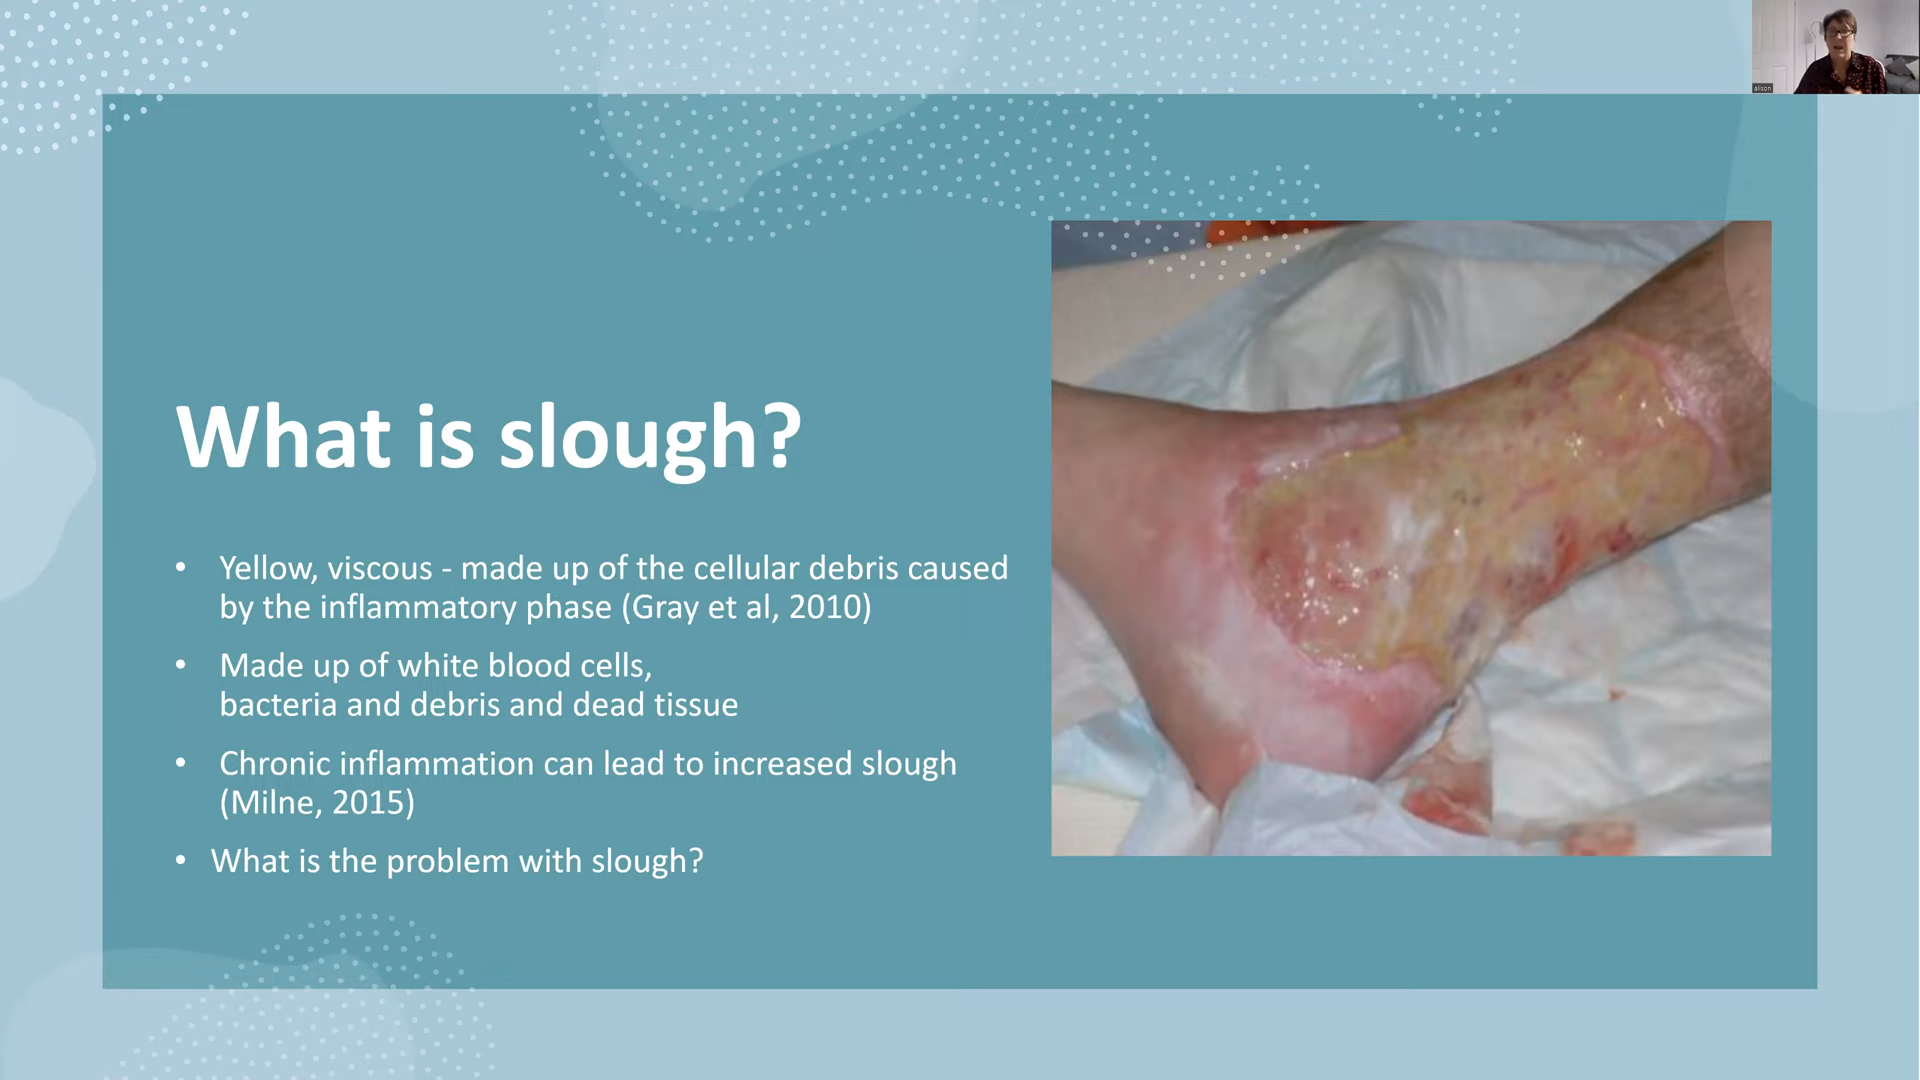 alison
What is slough?
• Yellow, viscous - made up of the cellular debris caused
by the inflammatory phase (Gray et al, 2010)
• Made up of white blood cells,
bacteria and debris and dead tissue
• Chronic inflammation can lead to increased slough
(Milne, 2015)
• What is the problem with slough?